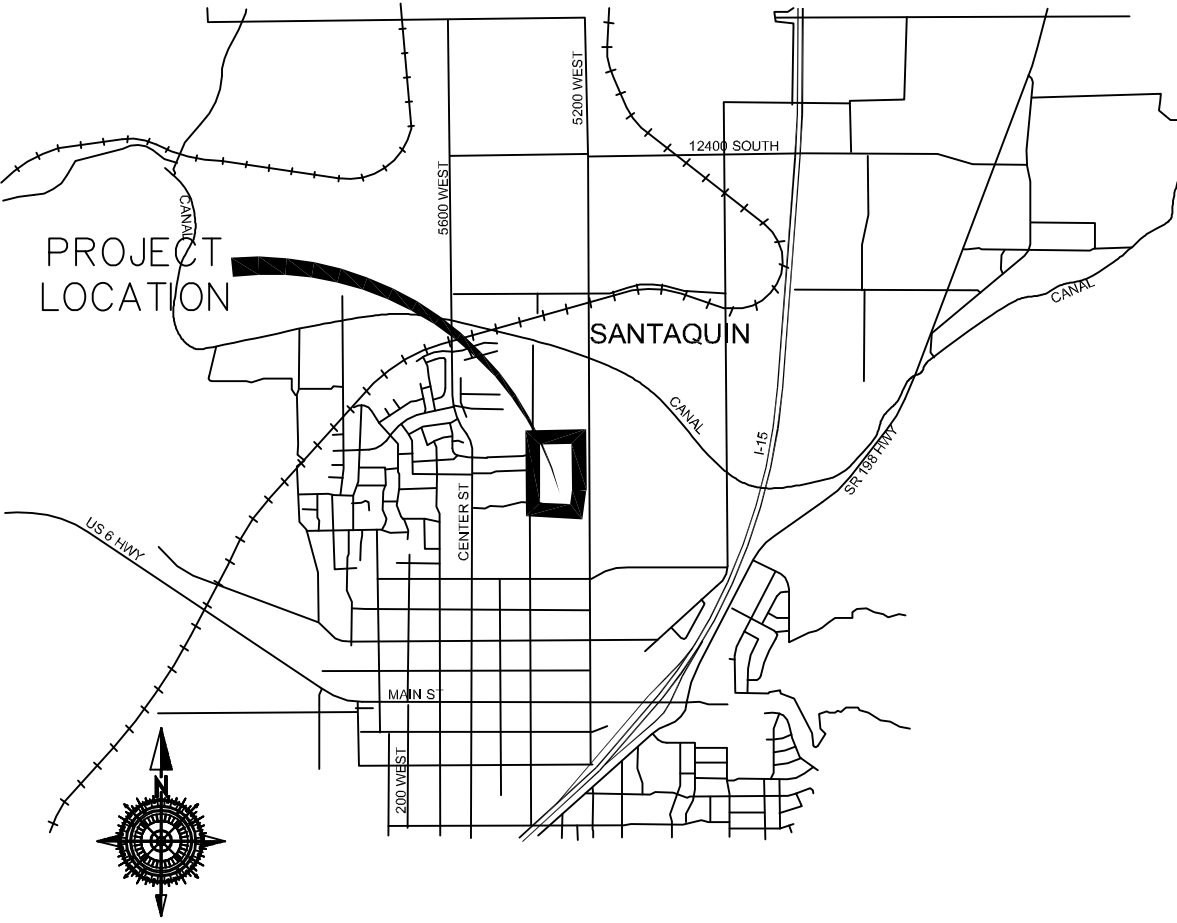 5200 WEST
12400 SOUTH
5600 WEST
CANAL
PROJECT
LOCATION
CANAL
SANTAQUIN
CANAL
I-15
SR 198 HWY
CENTER ST
US 6 HWY
MAIN ST
200 WEST
N